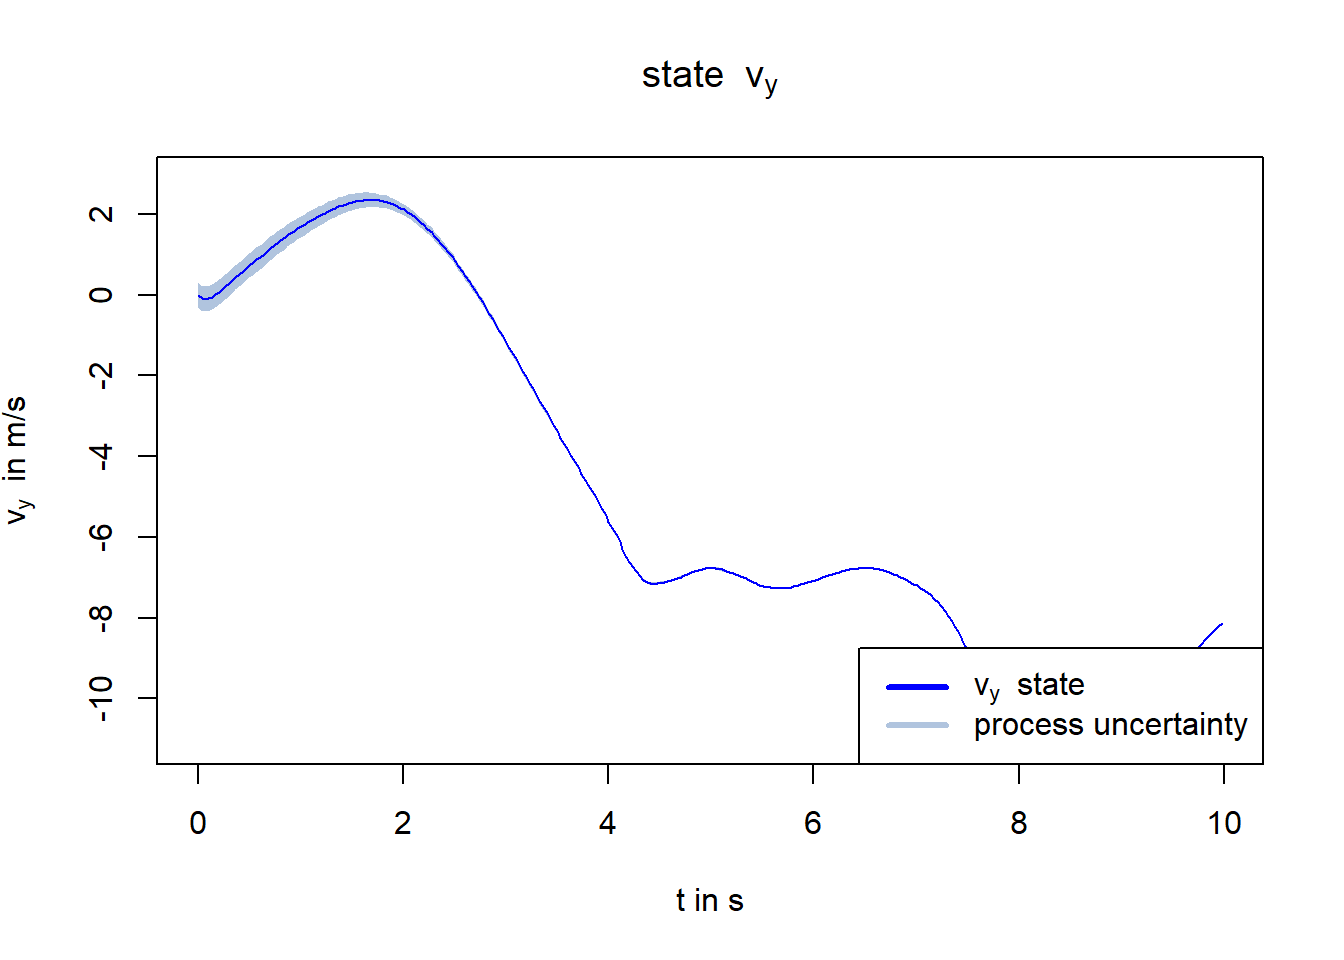 state v_y
2
0
-2
-4
-6
-8
-10
v_y in m/s
v_y state
process uncertainty
0 2 4 6 8 10
t in s